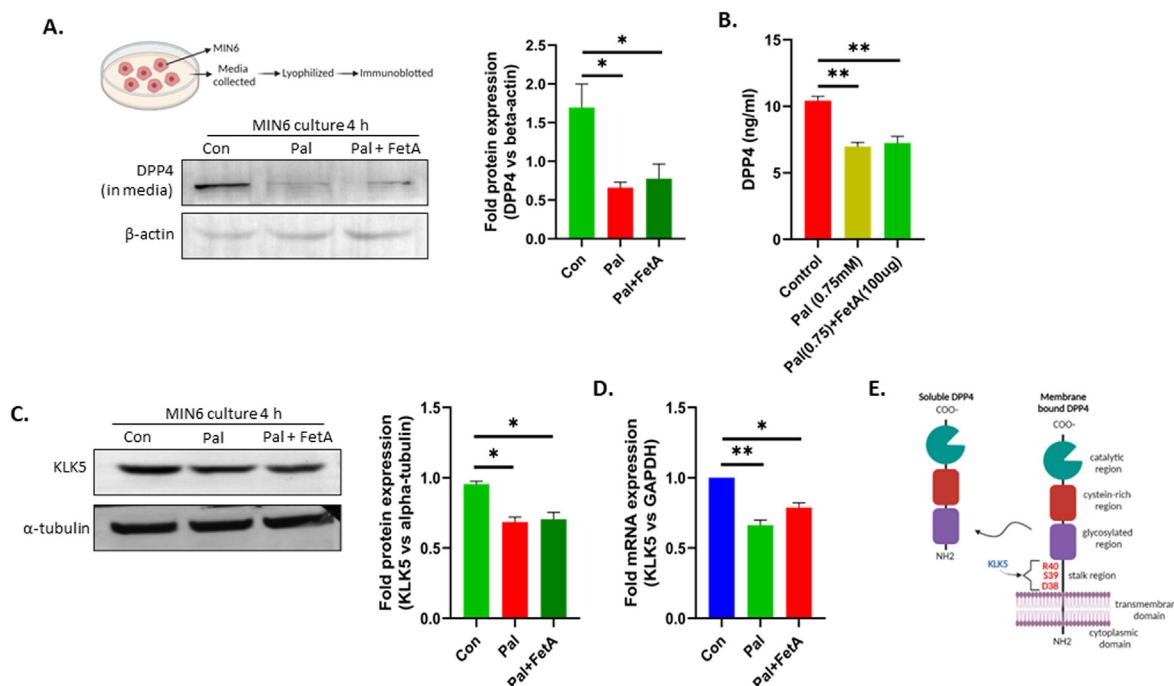 A.
MIN6
Media
collected
Lyophilized
Immunoblotted
MIN6 culture 4 h
Con
Pal
Pal + FetA
DPP4
(in media)
β-actin
Fold protein expression
(DPP4 vs beta-actin)
2.5
2.0
1.5
1.0
0.5
0.0
*
*
Con
Pal
Pal+FetA
B.
DPP4 (ng/ml)
15
10
5
0
**
**
Control
Pal (0.75mM)
Pal(0.75)+FetA(100ug)
C.
MIN6 culture 4 h
Con
Pal
Pal + FetA
KLK5
α-tubulin
Fold protein expression
(KLK5 vs alpha-tubulin)
1.5
1.0
0.5
0.0
*
*
Con
Pal
Pal+FetA
D.
Fold mRNA expression
(KLK5 vs GAPDH)
1.5
1.0
0.5
0.0
*
**
Con
Pal
Pal+FetA
E.
Soluble DPP4
COO-
NH2
Membrane
bound DPP4
COO-
catalytic
region
cystein-rich
region
glycosylated
region
KLK5
R40
S39
D38
stalk region
transmembran
domain
cytoplasmic
domain
NH2